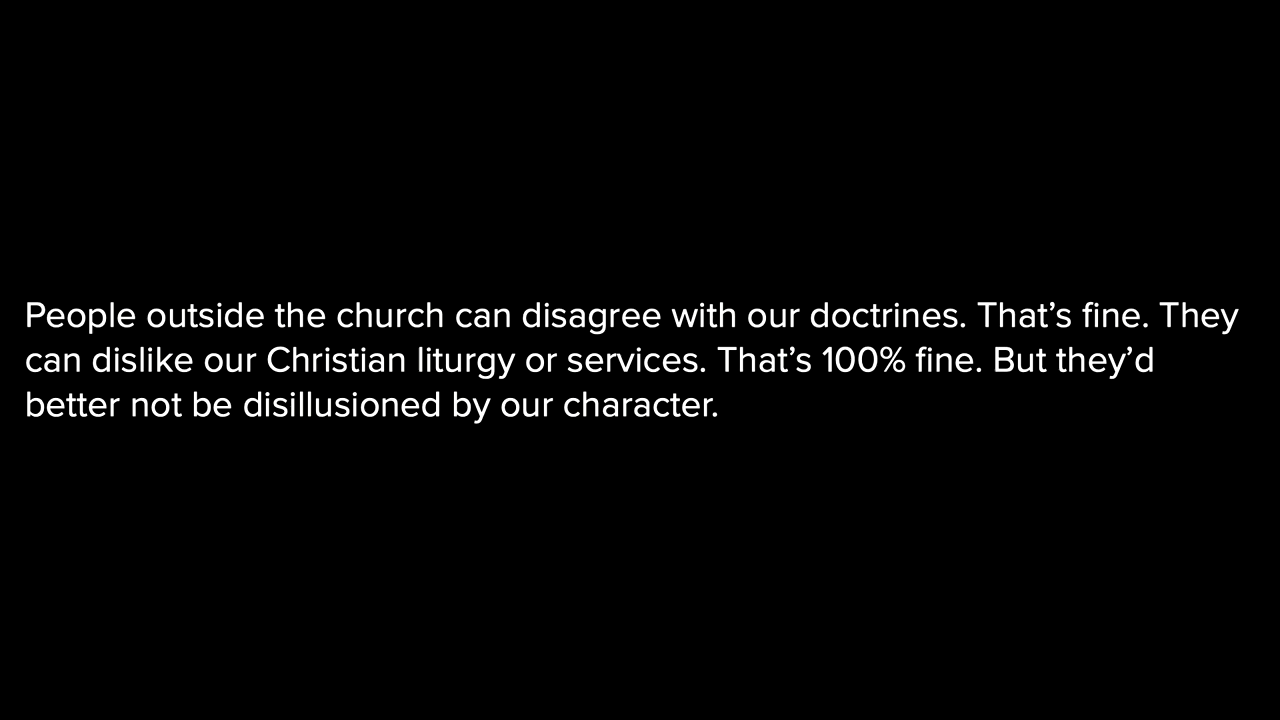 People outside the church can disagree with our doctrines. That’s fine. They
can dislike our Christian liturgy or services. That’s 100% fine. But they’d
better not be disillusioned by our character.